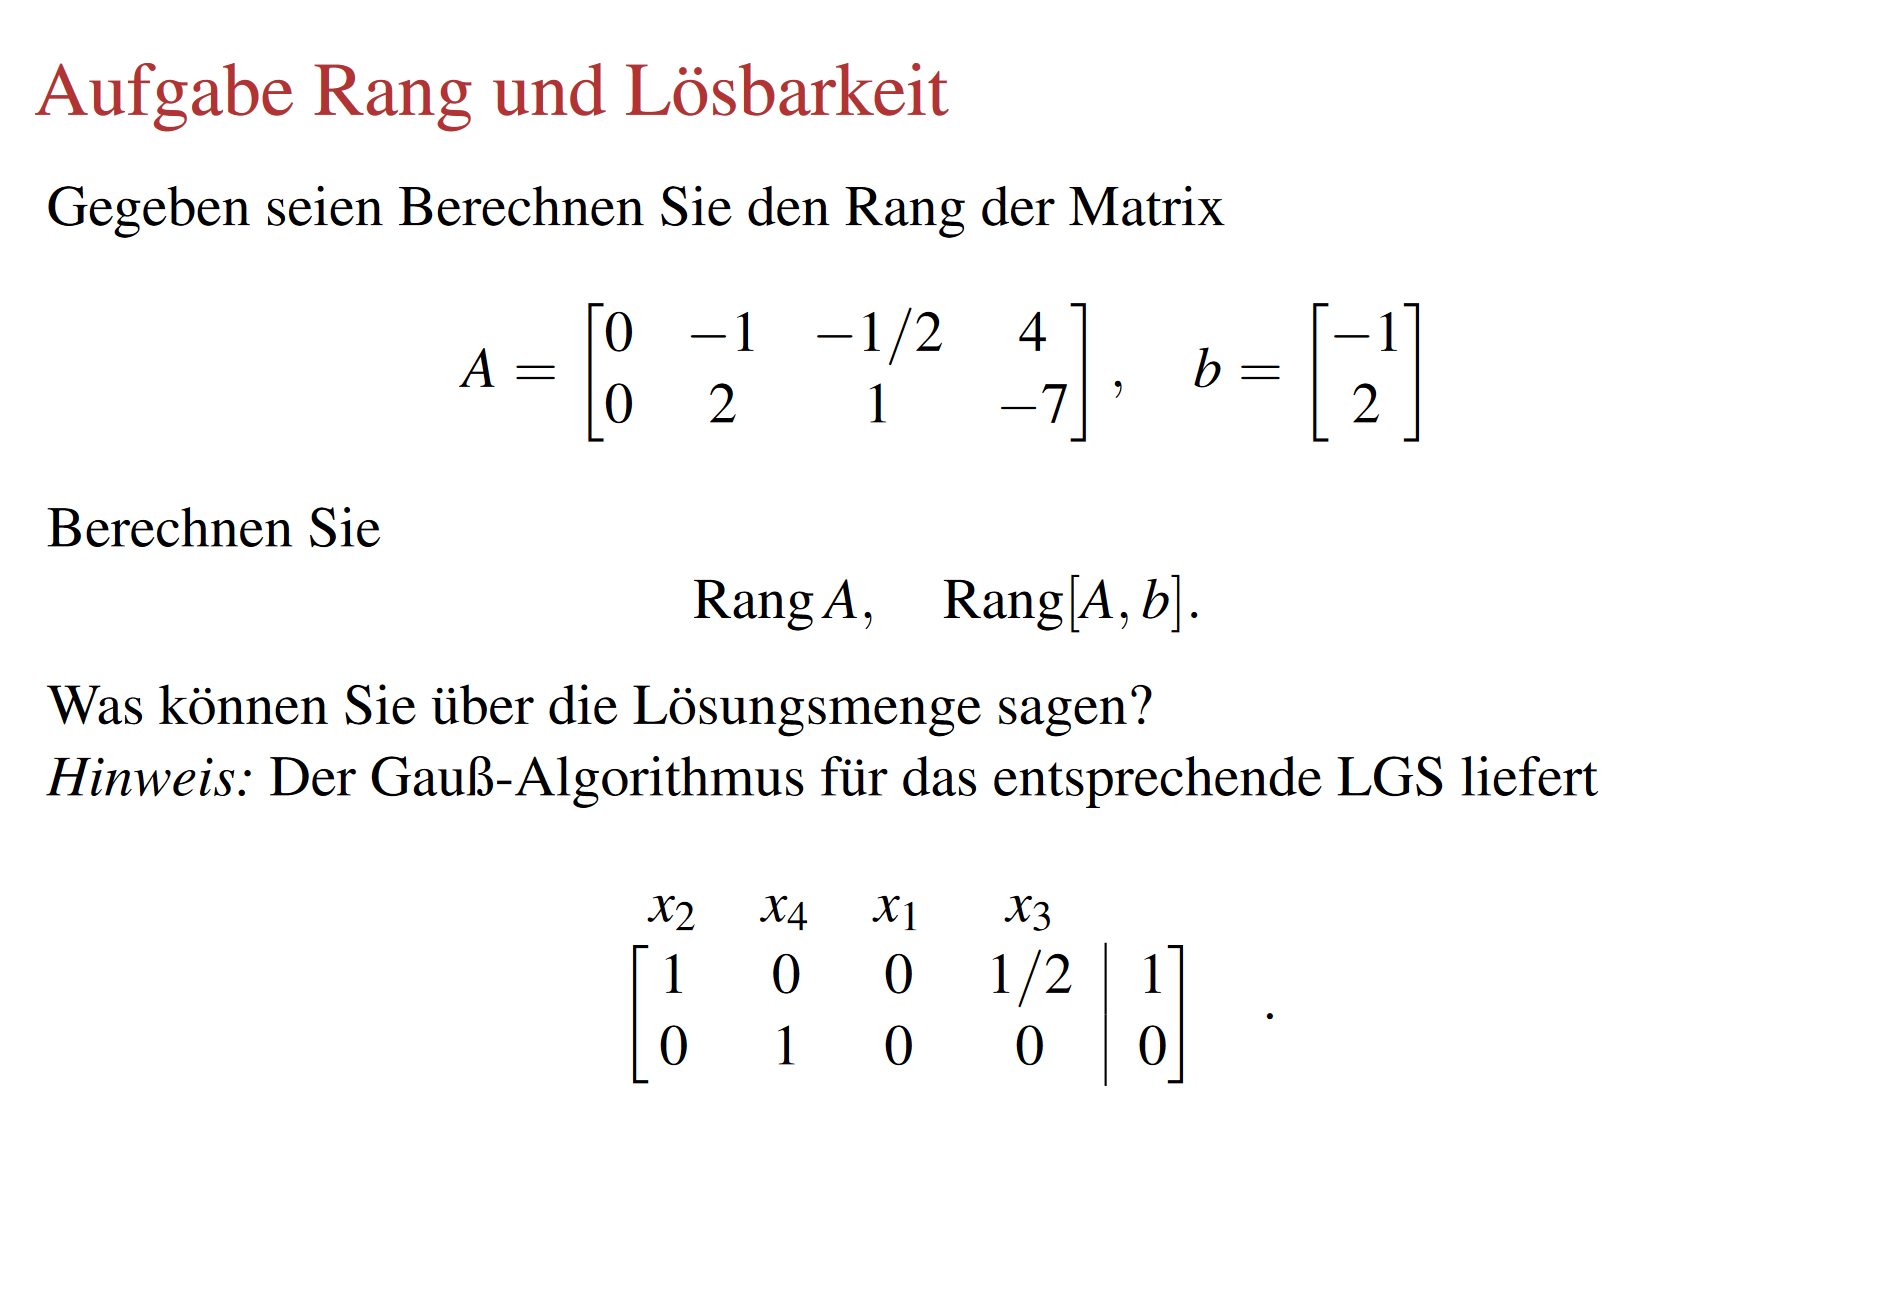 Aufgabe Rang und Lösbarkeit
Gegeben seien Berechnen Sie den Rang der Matrix
A = [0 −1 −1/2 4
0 2 1 −7], b = [−1
2]
Berechnen Sie
Rang A, Rang[A, b].
Was können Sie über die Lösungsmenge sagen?
Hinweis: Der Gauß-Algorithmus für das entsprechende LGS liefert
x₂ x₄ x₁ x₃
[1 0 0 1/2 | 1
0 1 0 0 | 0] .